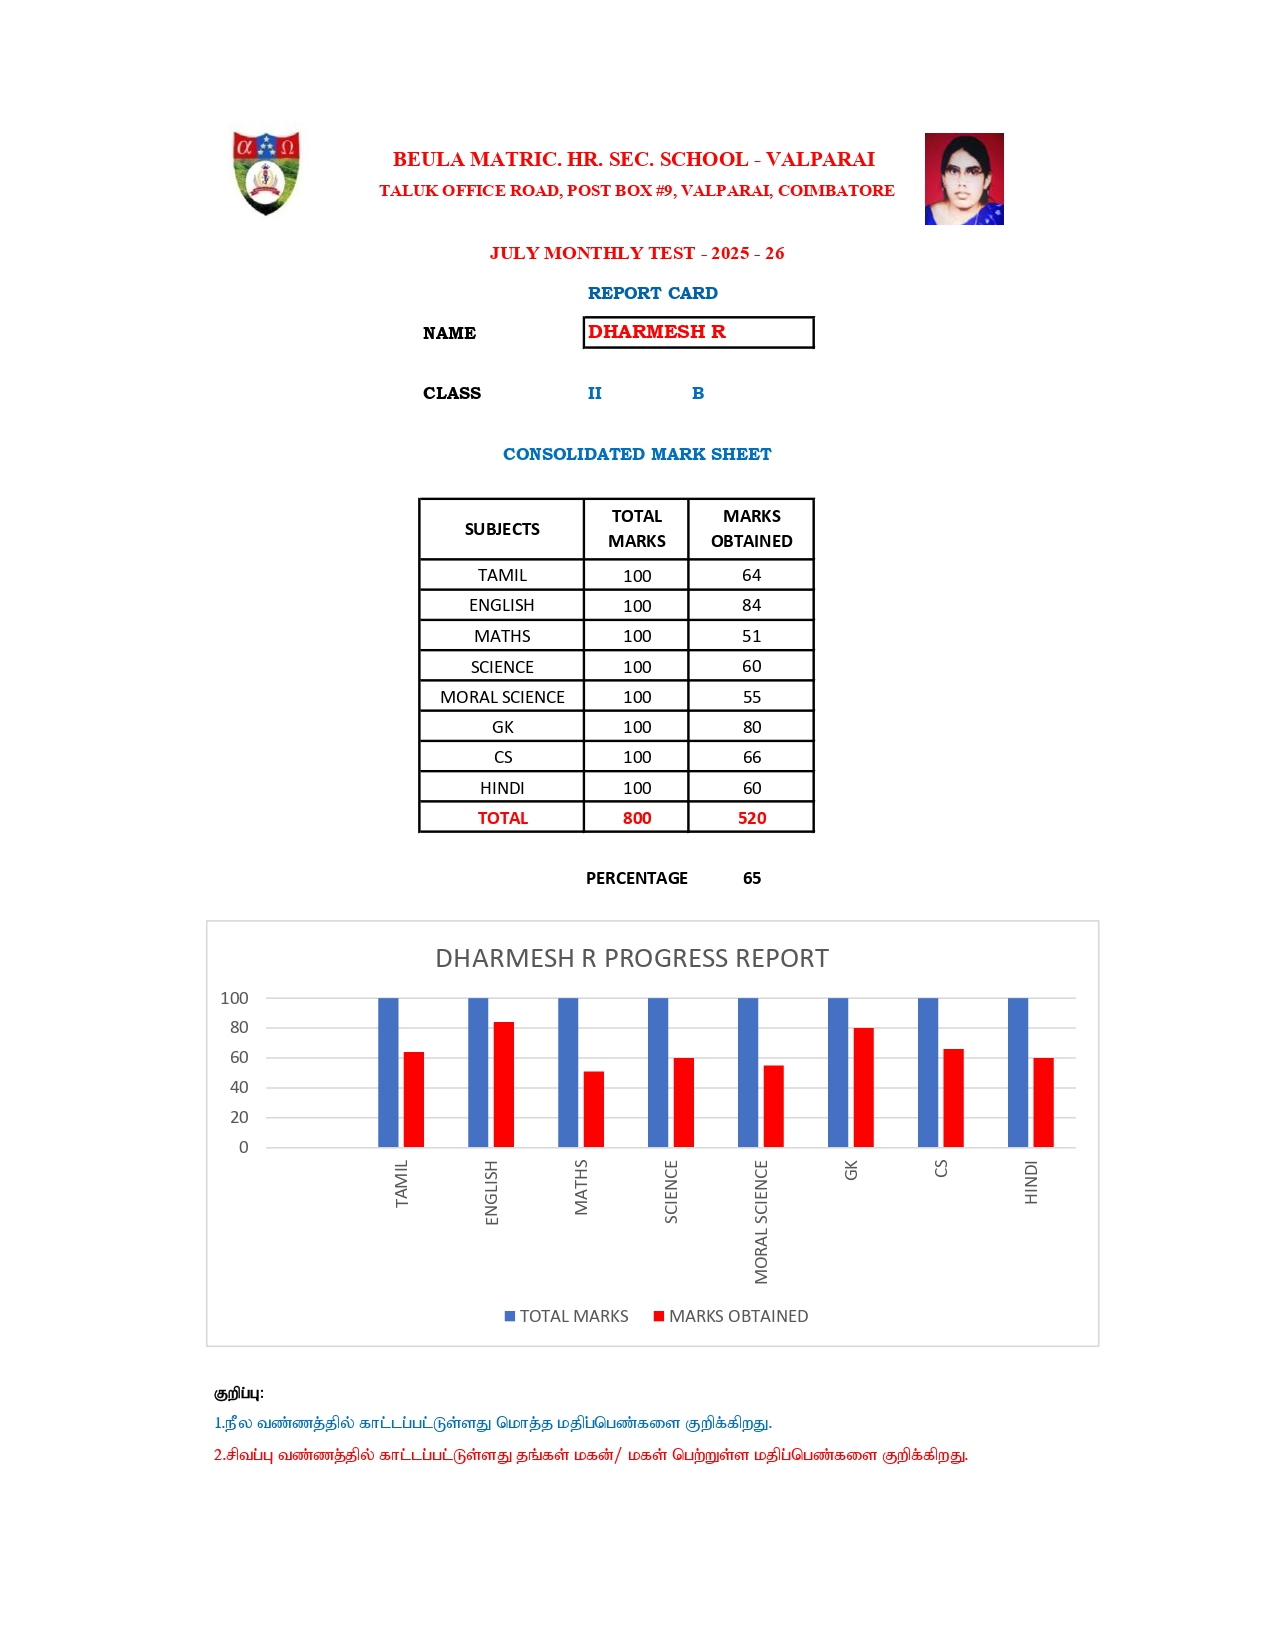 α Ω
BEULA MATRIC. HR. SEC. SCHOOL - VALPARAI
TALUK OFFICE ROAD, POST BOX #9, VALPARAI, COIMBATORE
JULY MONTHLY TEST - 2025 - 26
REPORT CARD
NAME DHARMESH R
CLASS II B
CONSOLIDATED MARK SHEET
SUBJECTS TOTAL MARKS MARKS OBTAINED
TAMIL 100 64
ENGLISH 100 84
MATHS 100 51
SCIENCE 100 60
MORAL SCIENCE 100 55
GK 100 80
CS 100 66
HINDI 100 60
TOTAL 800 520
PERCENTAGE 65
DHARMESH R PROGRESS REPORT
100
80
60
40
20
0
TAMIL ENGLISH MATHS SCIENCE MORAL SCIENCE GK CS HINDI
TOTAL MARKS MARKS OBTAINED
குறிப்பு:
1.நீல வண்ணத்தில் காட்டப்பட்டுள்ளது மொத்த மதிப்பெண்களை குறிக்கிறது.
2.சிவப்பு வண்ணத்தில் காட்டப்பட்டுள்ளது தங்கள் மகன்/ மகள் பெற்றுள்ள மதிப்பெண்களை குறிக்கிறது.